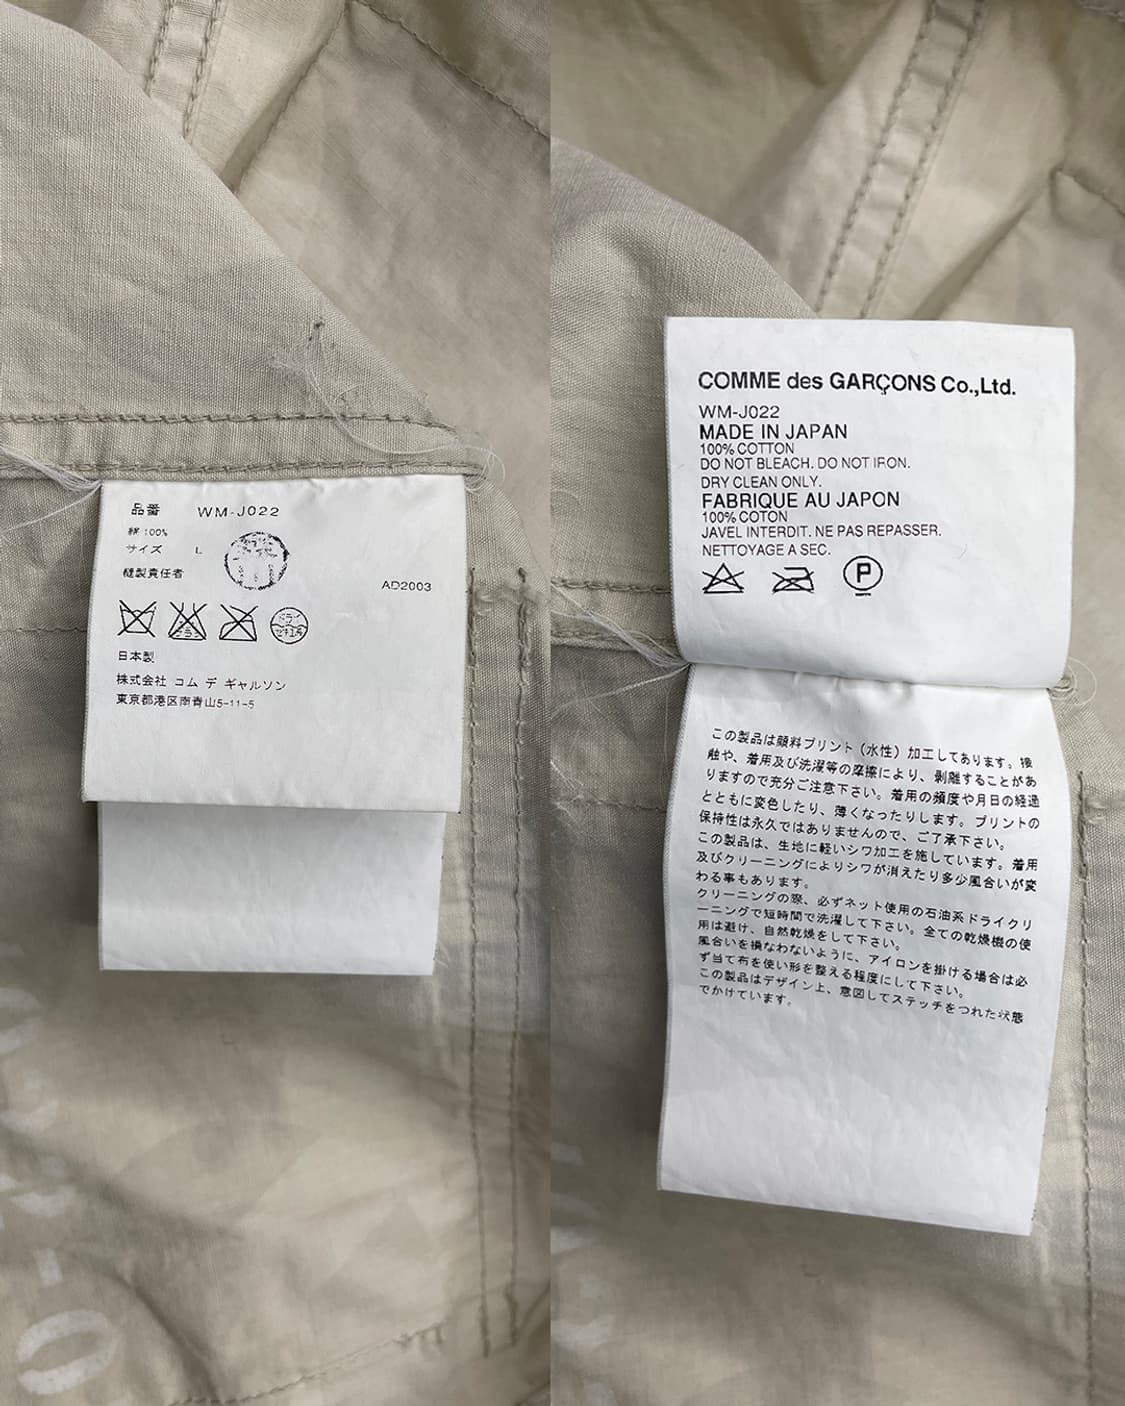 品番 WM-J022
綿 100%
サイズ L
縫製責任者
AD2003
日本製
株式会社 コム デ ギャルソン
東京都港区南青山5-11-5
COMME des GARÇONS Co.,Ltd.
WM-J022
MADE IN JAPAN
100% COTTON
DO NOT BLEACH. DO NOT IRON.
DRY CLEAN ONLY.
FABRIQUE AU JAPON
100% COTON
JAVEL INTERDIT. NE PAS REPASSER.
NETTOYAGE A SEC.
P
この製品は顔料プリント（水性）加工してあります。接
触や、着用及び洗濯等の摩擦により、剥離することがあ
りますので充分ご注意下さい。着用の頻度や月日の経過
とともに変色したり、薄くなったりします。プリントの
保持性は永久ではありませんので、ご了承下さい。
この製品は、生地に軽いシワ加工を施しています。着用
及びクリーニングによりシワが消えたり多少風合いが変
わる事もあります。
クリーニングの際、必ずネット使用の石油系ドライクリ
ーニングで短時間で洗濯して下さい。全ての乾燥機の使
用は避け、自然乾燥をして下さい。
風合いを損なわないように、アイロンを掛ける場合は必
ず当て布を使い形を整える程度にして下さい。
この製品はデザイン上、意図してステッチをつれた状態
でかけています。